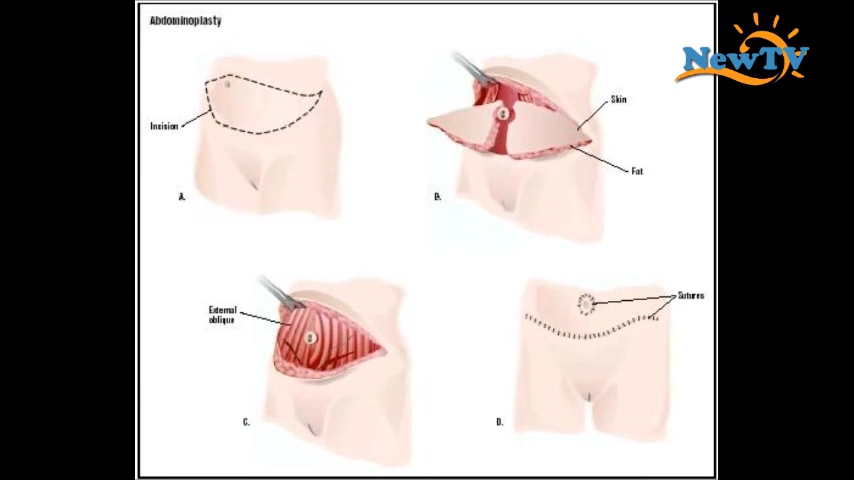 Abdominoplasty
NewTV
Incision
A.
Skin
Fat
B.
External
oblique
C.
Sutures
D.